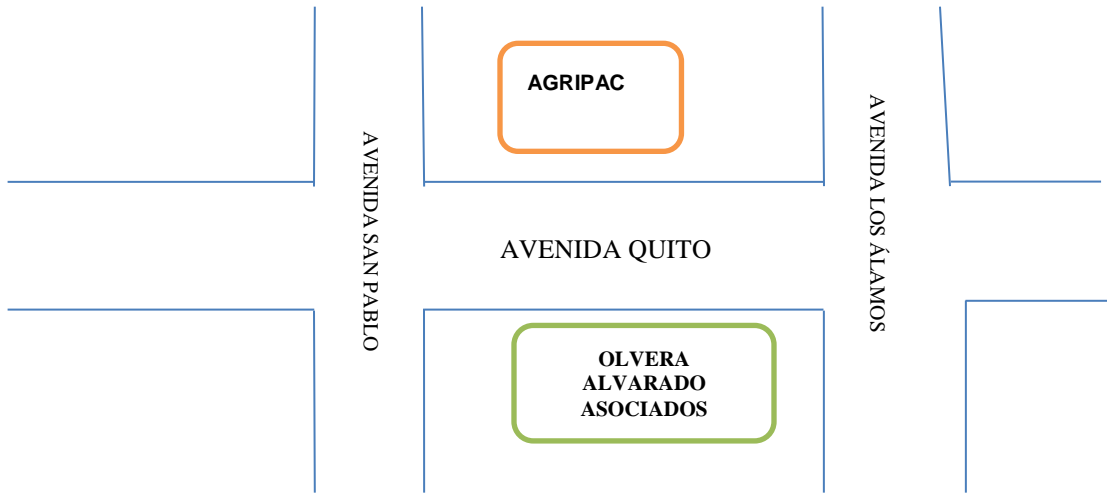 AGRIPAC
AVENIDA SAN PABLO
AVENIDA QUITO
AVENIDA LOS ÁLAMOS
OLVERA
ALVARADO
ASOCIADOS